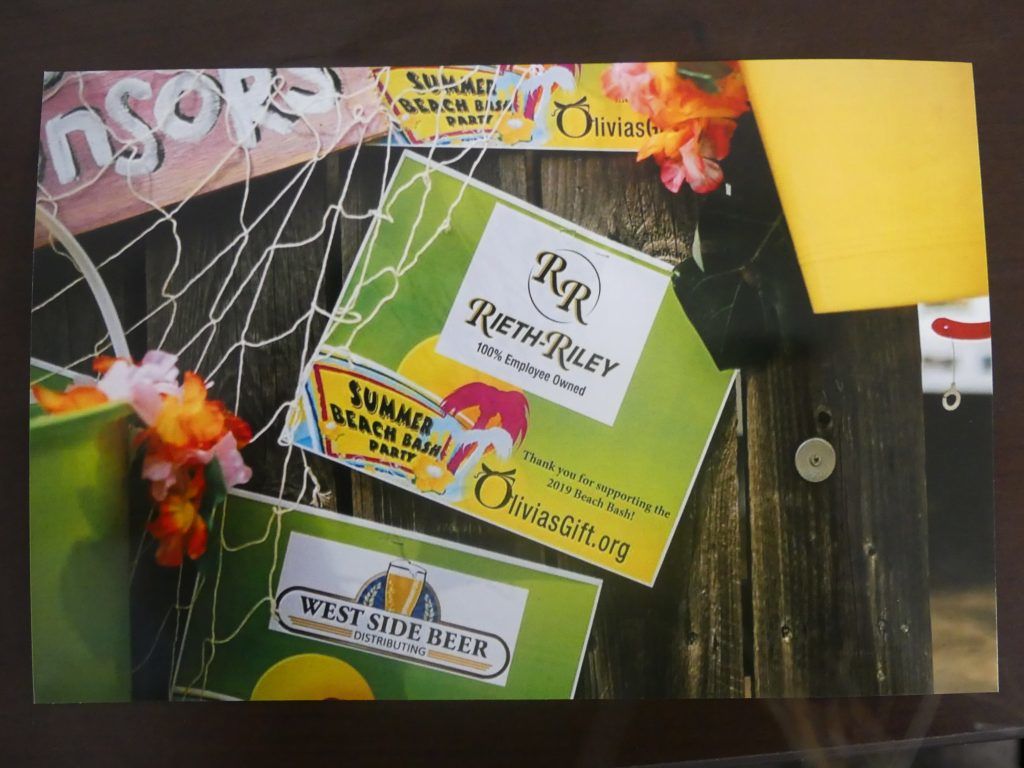 nsors
SUMMER
BEACH BASH
PARTY
OliviasG
RR
RIETH-RILEY
100% Employee Owned
SUMMER
BEACH BASH
PARTY
Thank you for supporting the
2019 Beach Bash!
OliviasGift.org
WEST SIDE BEER
DISTRIBUTING